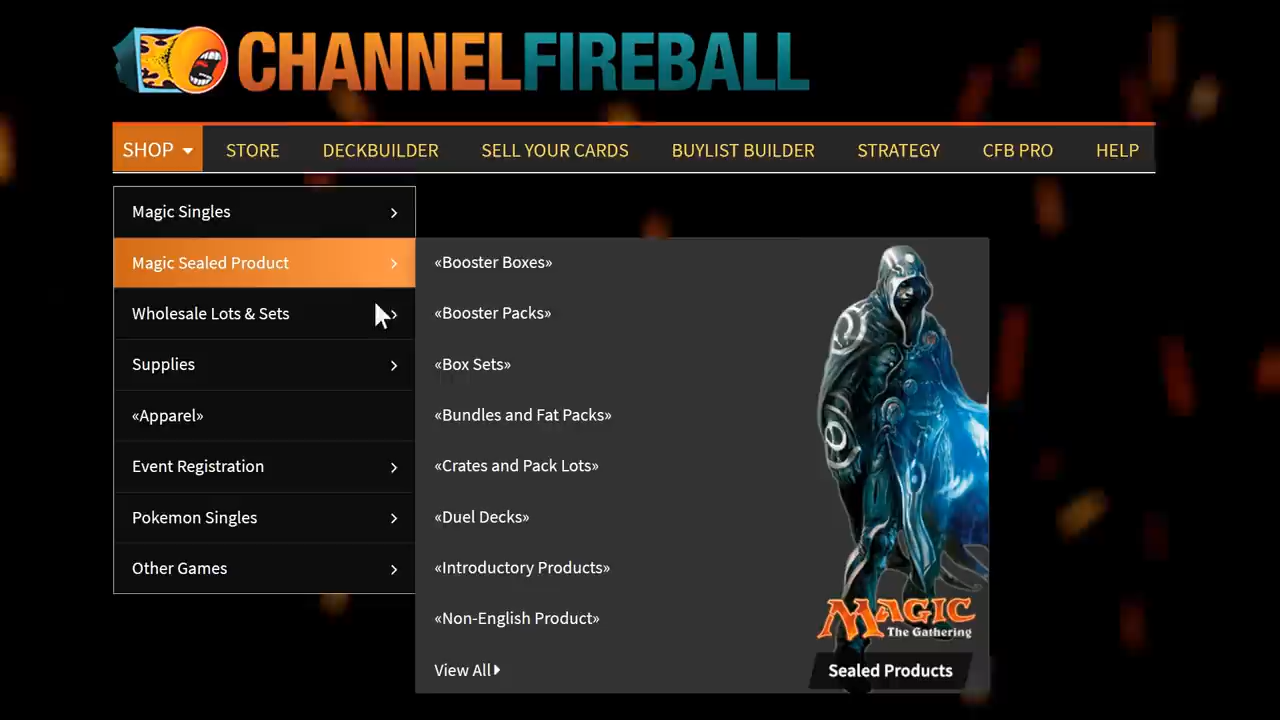 CHANNELFIREBALL
SHOP STORE DECKBUILDER SELL YOUR CARDS BUYLIST BUILDER STRATEGY CFB PRO HELP
Magic Singles
Magic Sealed Product
Wholesale Lots & Sets
Supplies
«Apparel»
Event Registration
Pokemon Singles
Other Games
«Booster Boxes»
«Booster Packs»
«Box Sets»
«Bundles and Fat Packs»
«Crates and Pack Lots»
«Duel Decks»
«Introductory Products»
«Non-English Product»
View All
MAGIC
The Gathering
Sealed Products